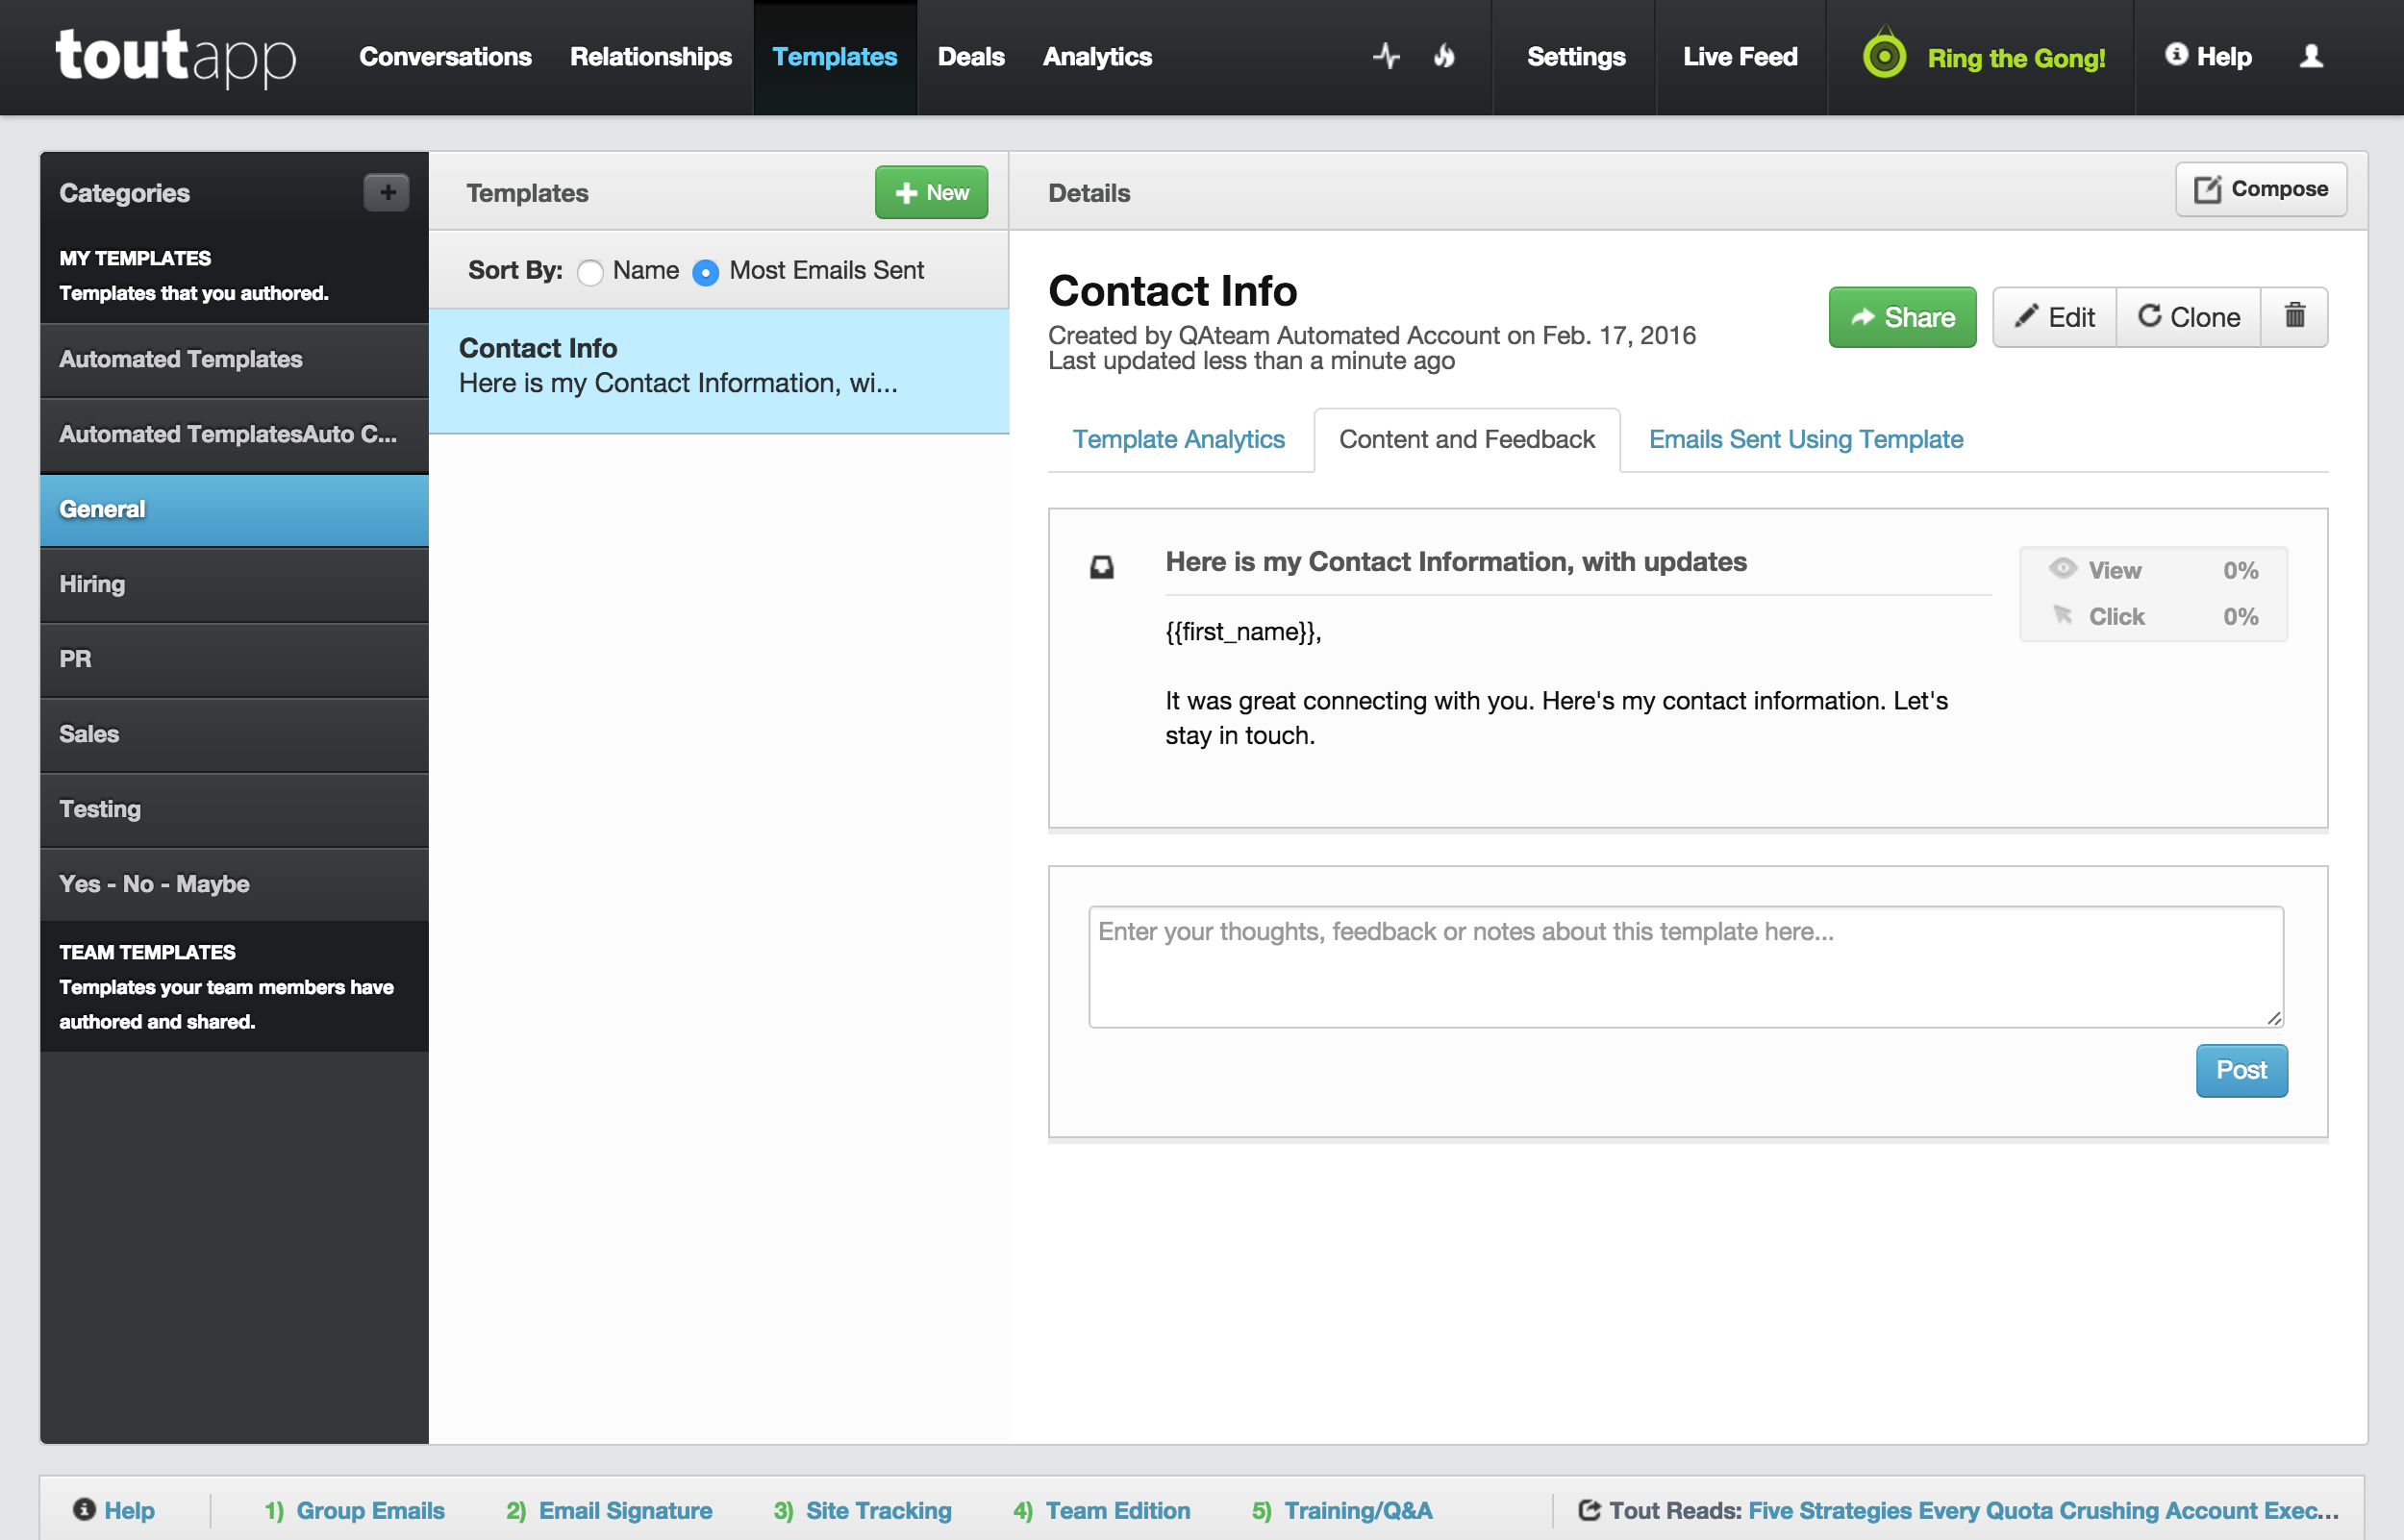 toutapp
Conversations Relationships Templates Deals Analytics Settings Live Feed Ring the Gong! Help
Categories
MY TEMPLATES
Templates that you authored.
Automated Templates
Automated TemplatesAuto C...
General
Hiring
PR
Sales
Testing
Yes - No - Maybe
TEAM TEMPLATES
Templates your team members have
authored and shared.
Templates New
Sort By: Name Most Emails Sent
Contact Info
Here is my Contact Information, wi...
Details Compose
Contact Info
Created by QAteam Automated Account on Feb. 17, 2016
Last updated less than a minute ago
Share Edit Clone
Template Analytics Content and Feedback Emails Sent Using Template
Here is my Contact Information, with updates
View 0%
Click 0%
{{first_name}},
It was great connecting with you. Here's my contact information. Let's
stay in touch.
Enter your thoughts, feedback or notes about this template here...
Post
Help 1) Group Emails 2) Email Signature 3) Site Tracking 4) Team Edition 5) Training/Q&A Tout Reads: Five Strategies Every Quota Crushing Account Exec...